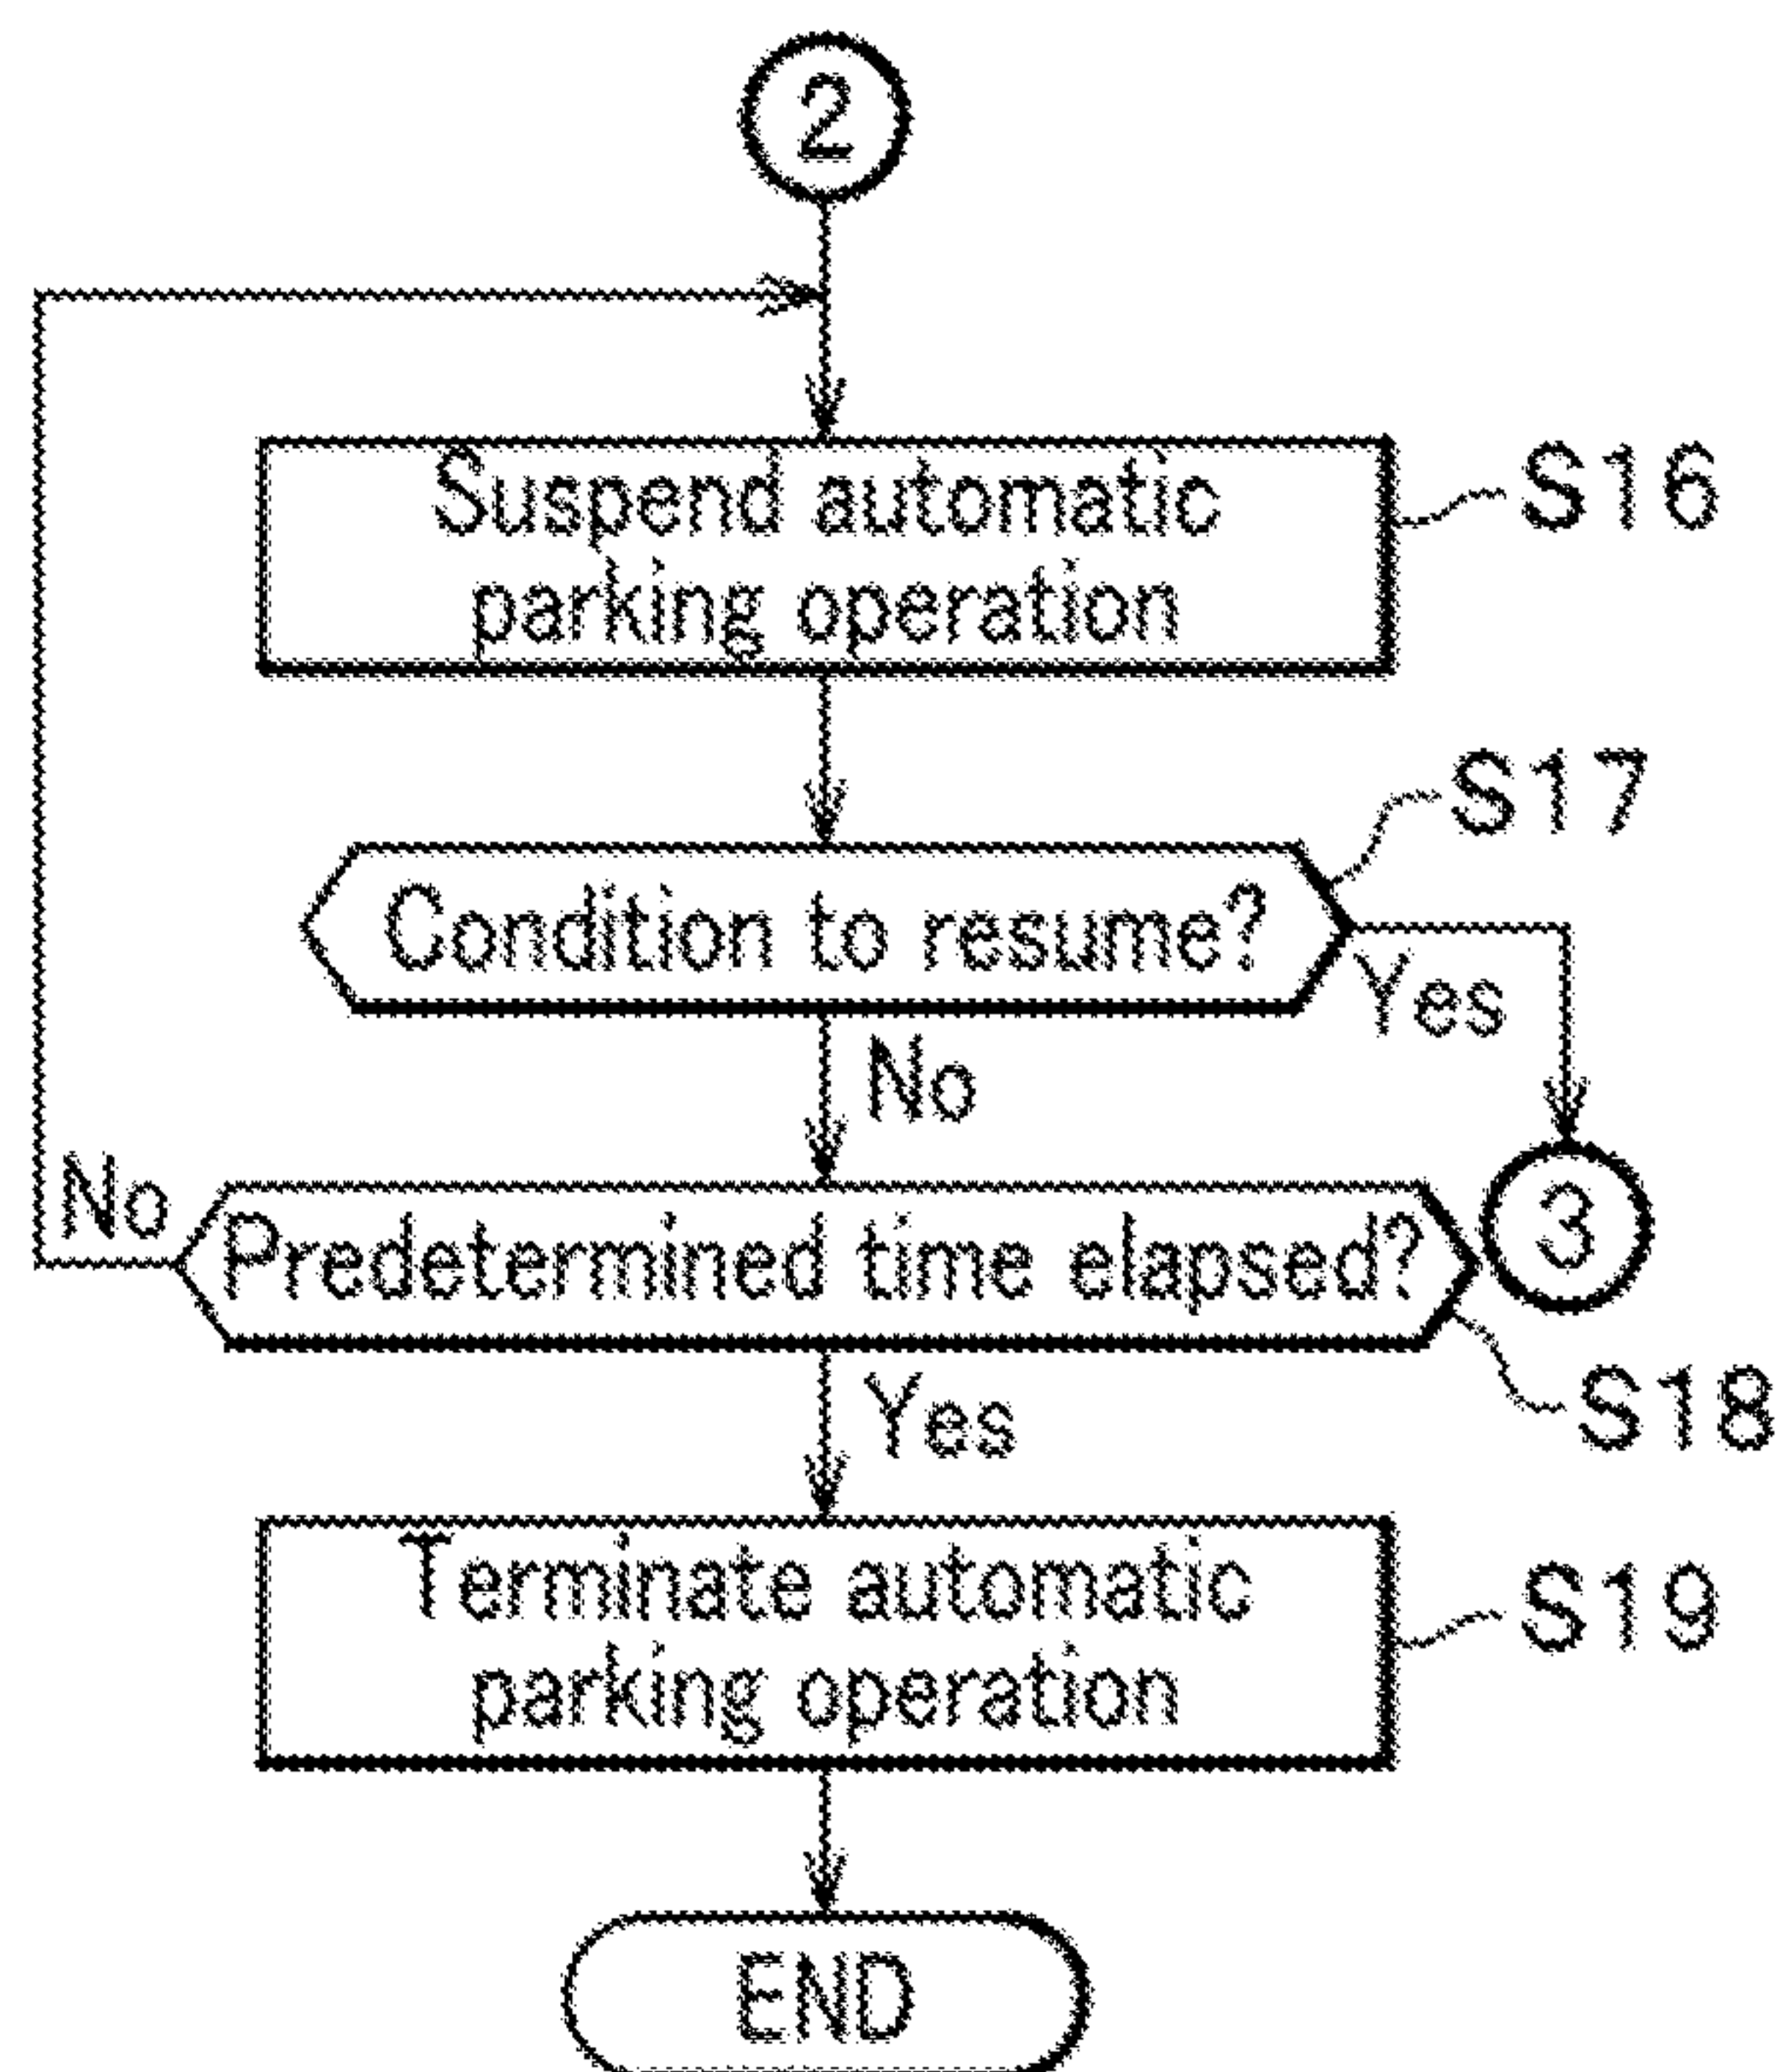 2
Suspend automatic
parking operation
S16
S17
Condition to resume?
Yes
No
No
3
Predetermined time elapsed?
S18
Yes
Terminate automatic
parking operation
S19
END